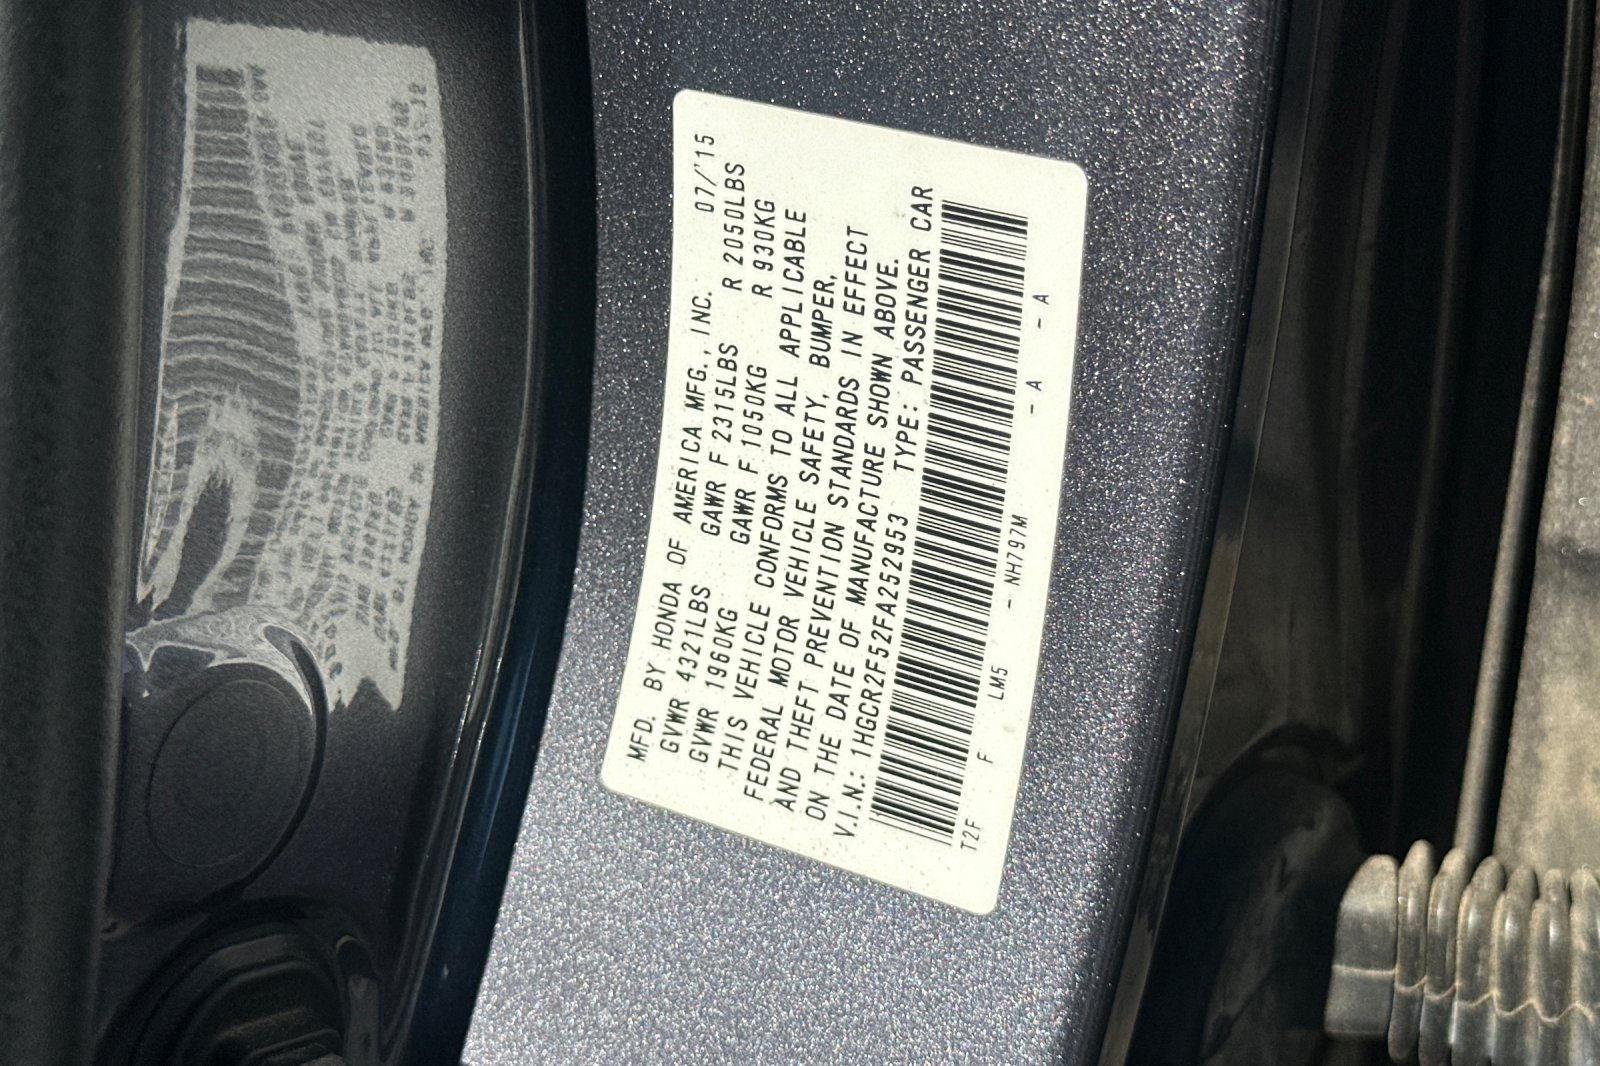 MFD. BY HONDA OF AMERICA MFG., INC. 07/'15
GVWR 4321LBS GAWR F 2315LBS R 2050LBS
GVWR 1960KG GAWR F 1050KG R 930KG
THIS VEHICLE CONFORMS TO ALL APPLICABLE
FEDERAL MOTOR VEHICLE SAFETY, BUMPER,
AND THEFT PREVENTION STANDARDS IN EFFECT
ON THE DATE OF MANUFACTURE SHOWN ABOVE.
V.I.N.: 1HGCR2F52FA252953 TYPE: PASSENGER CAR
T2F F LM5 - NH797M - A - A